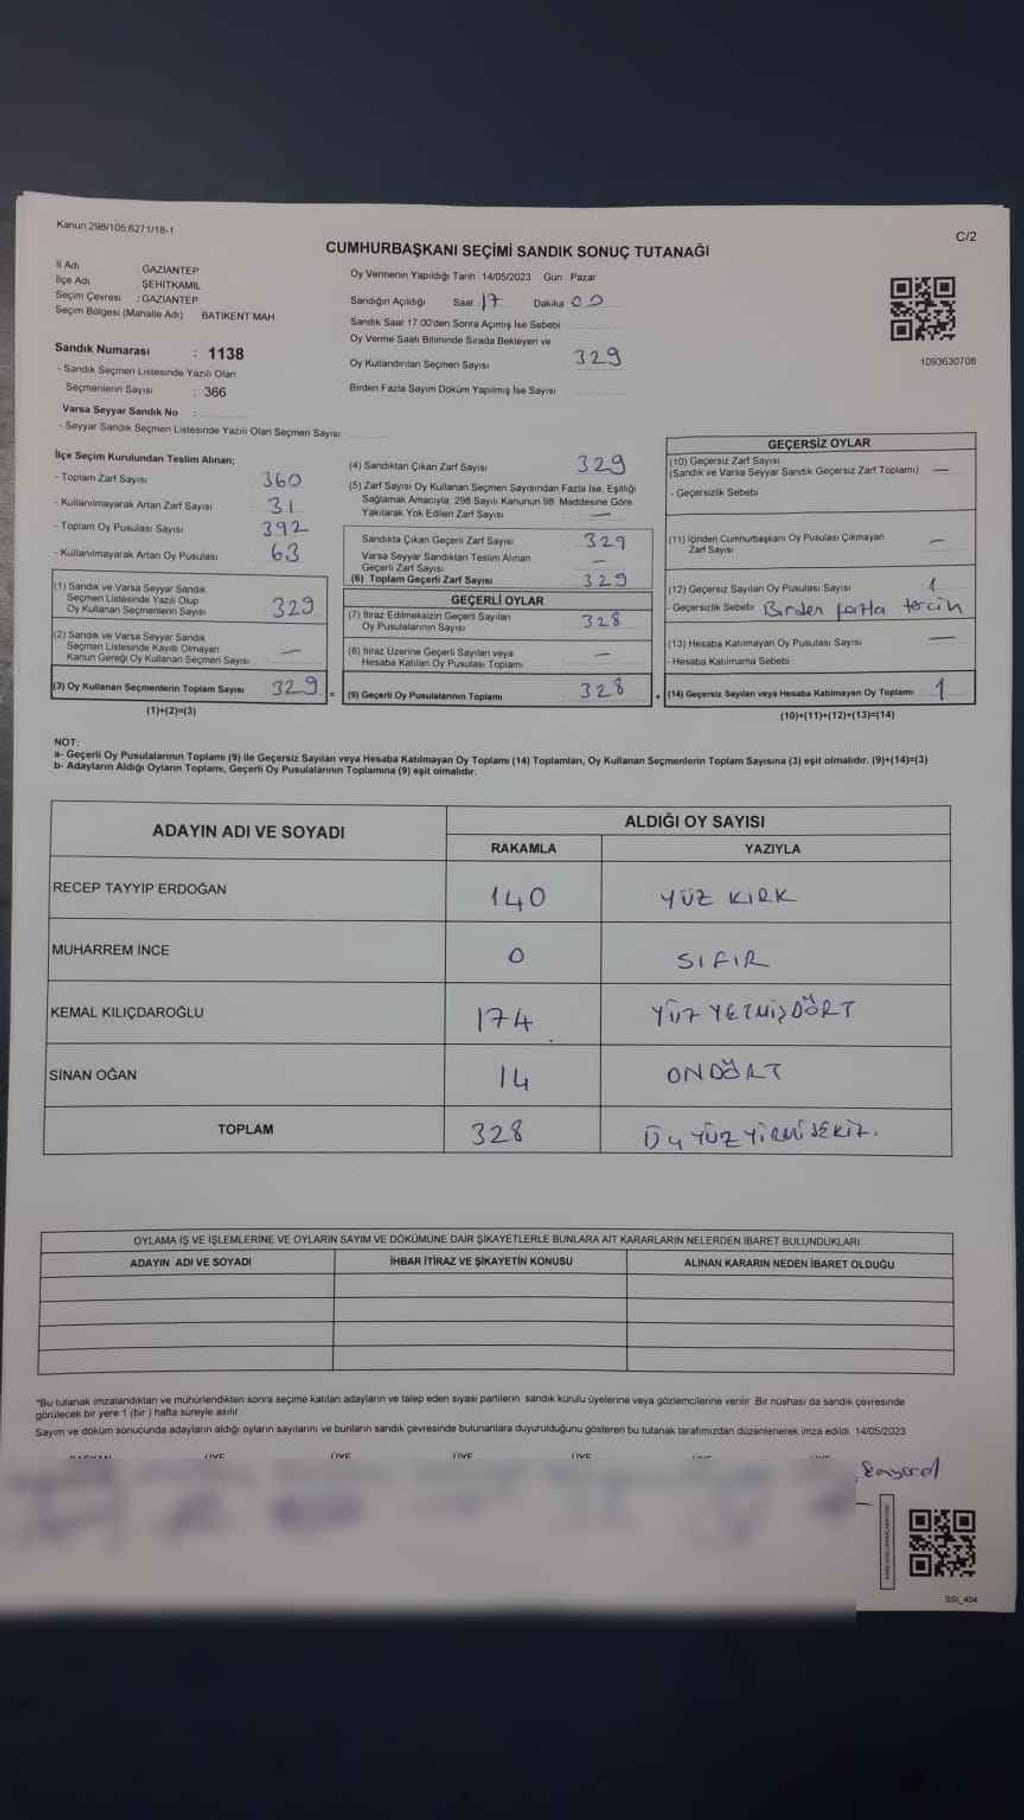 Kanun;298/105,6271/18-1
C/2
CUMHURBAŞKANI SEÇİMİ SANDIK SONUÇ TUTANAĞI
İl Adı GAZIANTEP
İlçe Adı ŞEHİTKAMIL
Seçim Çevresi : GAZIANTEP
Seçim Bölgesi (Mahalle Adı) BATIKENT MAH.
Oy Vermenin Yapıldığı Tarih 14/05/2023 Gün : Pazar
Sandığın Açıldığı Saat 17 Dakika 00
Sandık Saat 17.00'den Sonra Açımış İse Sebebi
Oy Verme Saati Bitiminde Sırada Bekleyen ve
Oy Kullandırılan Seçmen Sayısı 329
Birden Fazla Sayım Döküm Yapılmış İse Sayısı
1093630706
Sandık Numarası : 1138
- Sandık Seçmen Listesinde Yazılı Olan
Seçmenlerin Sayısı : 366
Varsa Seyyar Sandık No :
- Seyyar Sandık Seçmen Listesinde Yazılı Olan Seçmen Sayısı
İlçe Seçim Kurulundan Teslim Alınan;
- Toplam Zarf Sayısı 360
- Kullanılmayarak Artan Zarf Sayısı 31
- Toplam Oy Pusulası Sayısı 392
- Kullanılmayarak Artan Oy Pusulası 63
(1) Sandık ve Varsa Seyyar Sandık
Seçmen Listesinde Yazılı Olup
Oy Kullanan Seçmenlerin Sayısı : 329
(2) Sandık ve Varsa Seyyar Sandık
Seçmen Listesinde Kayıtlı Olmayan
Kanun Gereği Oy Kullanan Seçmen Sayısı —
(3) Oy Kullanan Seçmenlerin Toplam Sayısı 329 =
(1)+(2)=(3)
(4) Sandıktan Çıkan Zarf Sayısı 329
(5) Zarf Sayısı Oy Kullanan Seçmen Sayısından Fazla İse, Eşitliği
Sağlamak Amacıyla; 298 Sayılı Kanunun 98. Maddesine Göre
Yakılarak Yok Edilen Zarf Sayısı : —
Sandıkta Çıkan Geçerli Zarf Sayısı : 329
Varsa Seyyar Sandıktan Teslim Alınan
Geçerli Zarf Sayısı : —
(6) Toplam Geçerli Zarf Sayısı : 329
GEÇERLİ OYLAR
(7) İtiraz Edilmeksizin Geçerli Sayılan
Oy Pusulalarının Sayısı : 328
(8) İtiraz Üzerine Geçerli Sayılan veya
Hesaba Katılan Oy Pusulası Toplamı : —
(9) Geçerli Oy Pusulalarının Toplamı : 328 +
GEÇERSİZ OYLAR
(10) Geçersiz Zarf Sayısı
(Sandık ve Varsa Seyyar Sandık Geçersiz Zarf Toplamı) —
- Geçersizlik Sebebi
(11) İçinden Cumhurbaşkanı Oy Pusulası Çıkmayan
Zarf Sayısı —
(12) Geçersiz Sayılan Oy Pusulası Sayısı 1
- Geçersizlik Sebebi Birden fazla tercih
(13) Hesaba Katılmayan Oy Pusulası Sayısı —
- Hesaba Katılmama Sebebi
(14) Geçersiz Sayılan veya Hesaba Katılmayan Oy Toplamı 1
(10)+(11)+(12)+(13)=(14)
NOT:
a- Geçerli Oy Pusulalarının Toplamı (9) ile Geçersiz Sayılan veya Hesaba Katılmayan Oy Toplamı (14) Toplamları, Oy Kullanan Seçmenlerin Toplam Sayısına (3) eşit olmalıdır. (9)+(14)=(3)
b- Adayların Aldığı Oyların Toplamı, Geçerli Oy Pusulalarının Toplamına (9) eşit olmalıdır.
ADAYIN ADI VE SOYADI ALDIĞI OY SAYISI
RAKAMLA YAZIYLA
RECEP TAYYİP ERDOĞAN 140 YÜZ KIRK
MUHARREM İNCE 0 SIFIR
KEMAL KILIÇDAROĞLU 174 YÜZ YETMİŞ DÖRT
SİNAN OĞAN 14 ONDÖRT
TOPLAM 328 Üç YÜZ YİRMİ SEKİZ.
OYLAMA İŞ VE İŞLEMLERİNE VE OYLARIN SAYIM VE DÖKÜMÜNE DAİR ŞİKAYETLERLE BUNLARA AİT KARARLARIN NELERDEN İBARET BULUNDUKLARI
ADAYIN ADI VE SOYADI İHBAR İTİRAZ VE ŞİKAYETİN KONUSU ALINAN KARARIN NEDEN İBARET OLDUĞU
*Bu tutanak imzalandıktan ve mühürlendikten sonra seçime katılan adayların ve talep eden siyasi partilerin sandık kurulu üyelerine veya gözlemcilerine verilir. Bir nüshası da sandık çevresinde
görülecek bir yere 1 (bir ) hafta süreyle asılır.
Sayım ve döküm sonucunda adayların aldığı oyların sayılarını ve bunların sandık çevresinde bulunanlara duyurulduğunu gösteren bu tutanak tarafımızdan düzenlenerek imza edildi. 14/05/2023
BAŞKAN ÜYE ÜYE ÜYE ÜYE ÜYE ÜYE
SSI_404